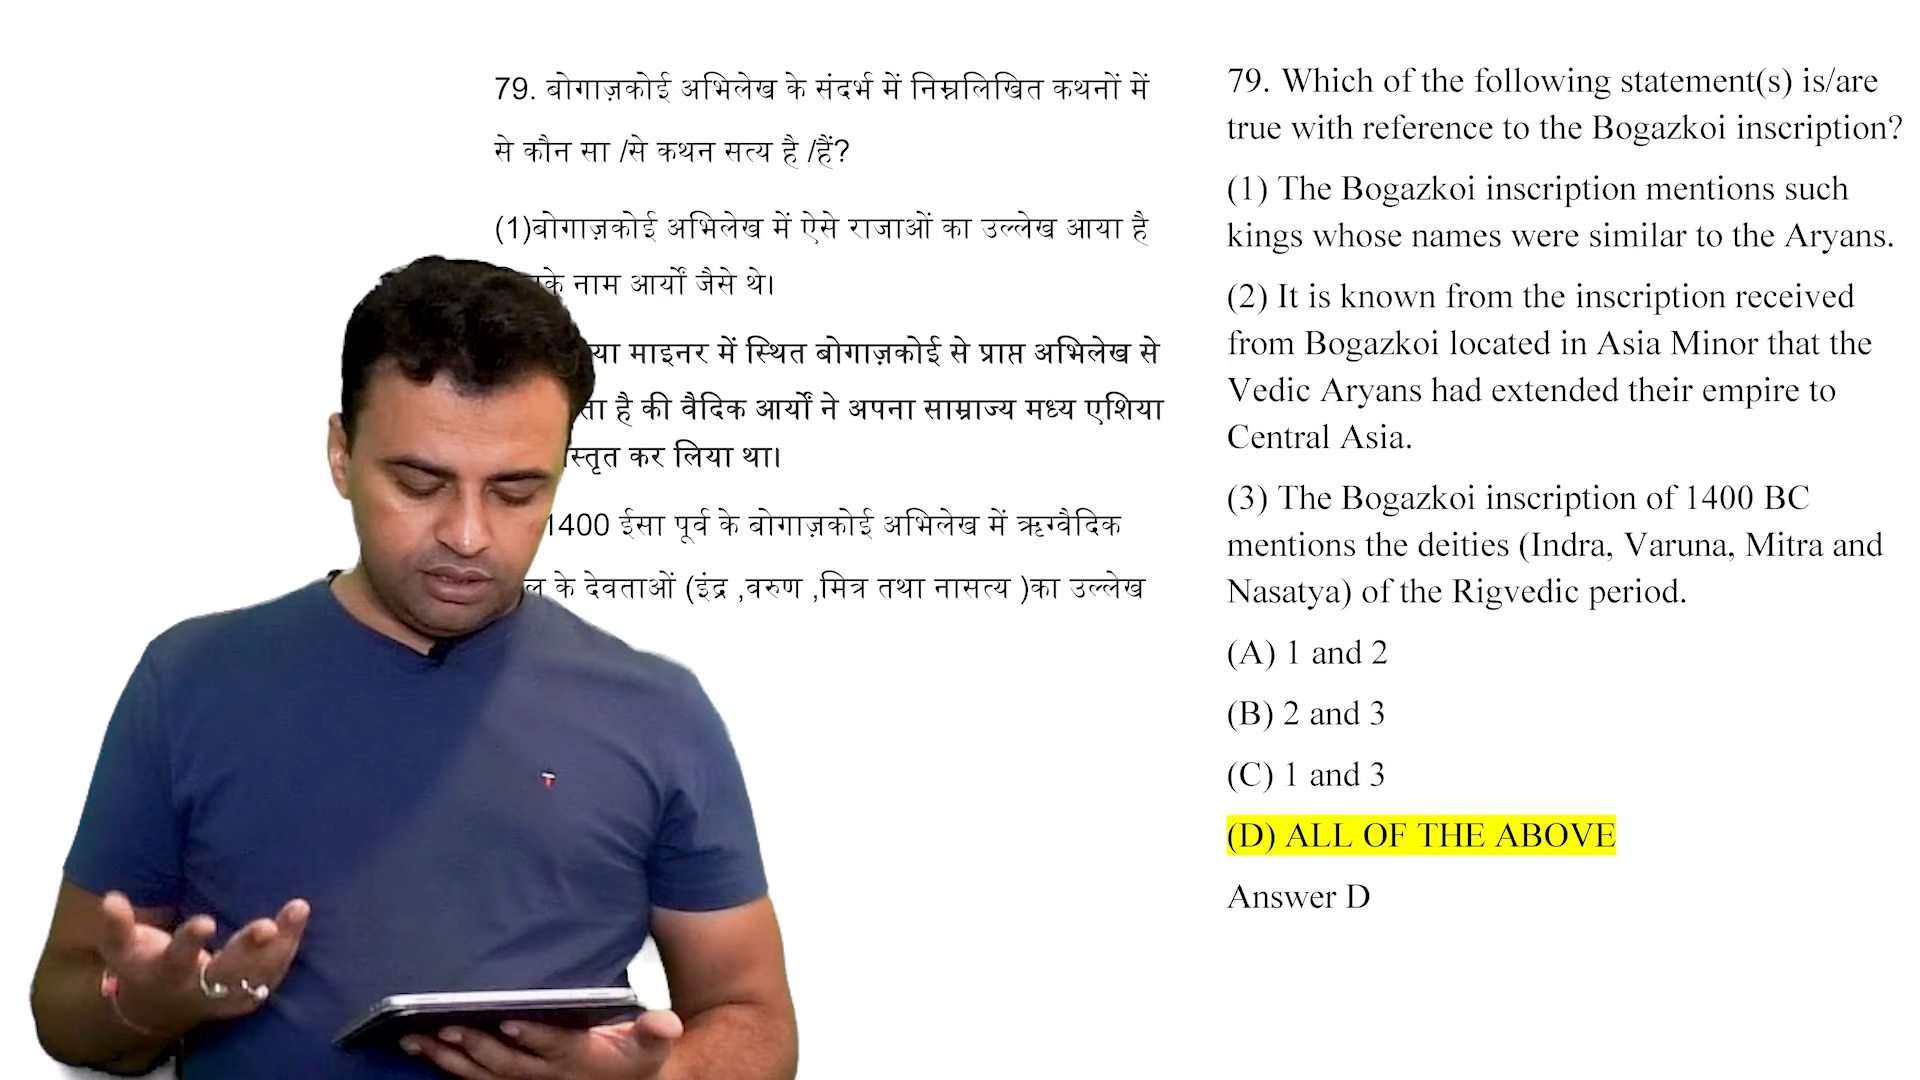 79. बोगाज़कोई अभिलेख के संदर्भ में निम्नलिखित कथनों में
से कौन सा /से कथन सत्य है /हैं?
(1)बोगाज़कोई अभिलेख में ऐसे राजाओं का उल्लेख आया है
नाम आर्यों जैसे थे।
माइनर में स्थित बोगाज़कोई से प्राप्त अभिलेख से
है की वैदिक आर्यों ने अपना साम्राज्य मध्य एशिया
कर लिया था।
1400 ईसा पूर्व के बोगाज़कोई अभिलेख में ऋग्वैदिक
के देवताओं (इंद्र ,वरुण ,मित्र तथा नासत्य )का उल्लेख
79. Which of the following statement(s) is/are
true with reference to the Bogazkoi inscription?
(1) The Bogazkoi inscription mentions such
kings whose names were similar to the Aryans.
(2) It is known from the inscription received
from Bogazkoi located in Asia Minor that the
Vedic Aryans had extended their empire to
Central Asia.
(3) The Bogazkoi inscription of 1400 BC
mentions the deities (Indra, Varuna, Mitra and
Nasatya) of the Rigvedic period.
(A) 1 and 2
(B) 2 and 3
(C) 1 and 3
(D) ALL OF THE ABOVE
Answer D